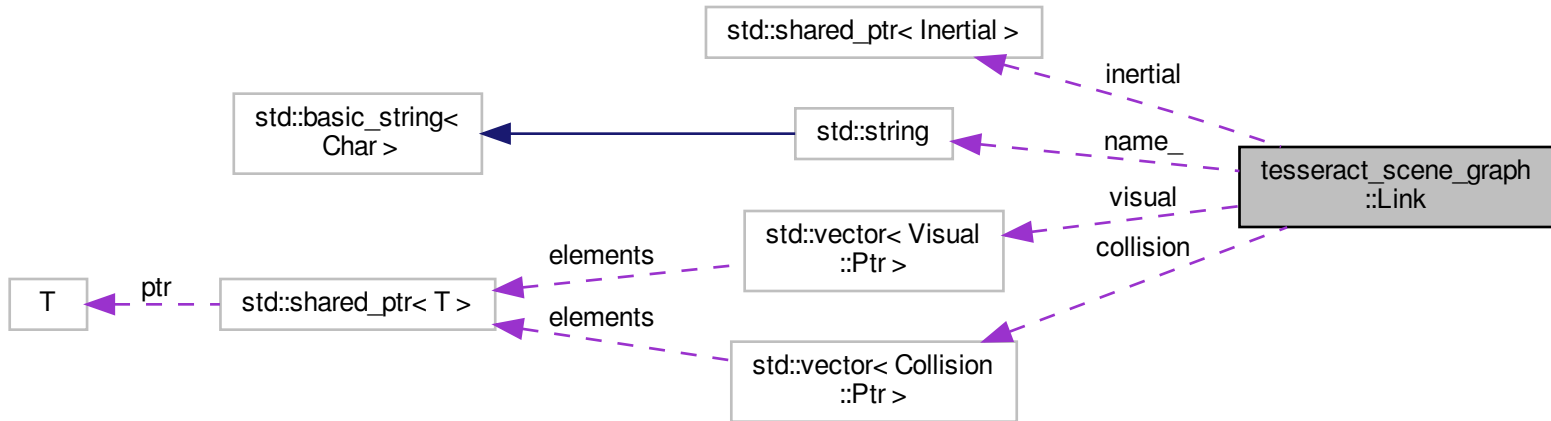 std::shared_ptr< Inertial >
inertial
std::basic_string<
Char >
std::string
name_
tesseract_scene_graph
::Link
visual
std::vector< Visual
::Ptr >
collision
elements
T
ptr
std::shared_ptr< T >
elements
std::vector< Collision
::Ptr >